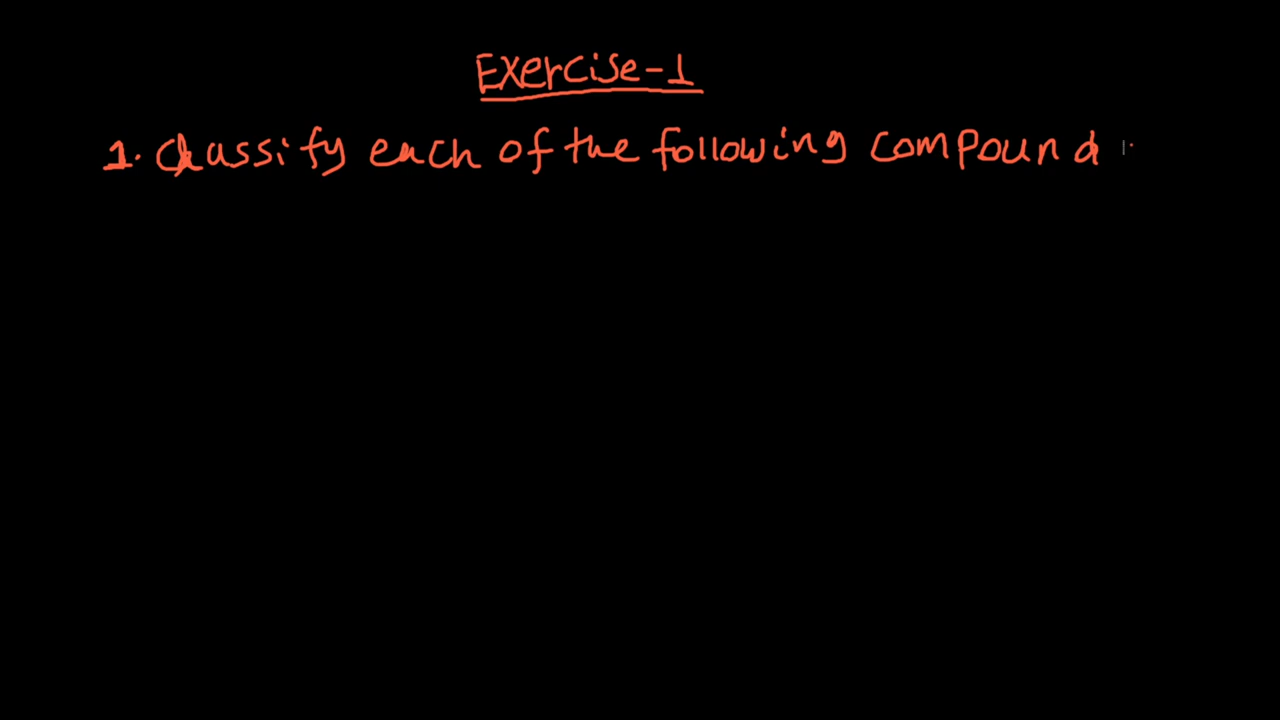 Exercise-1
1. Classify each of the following compound